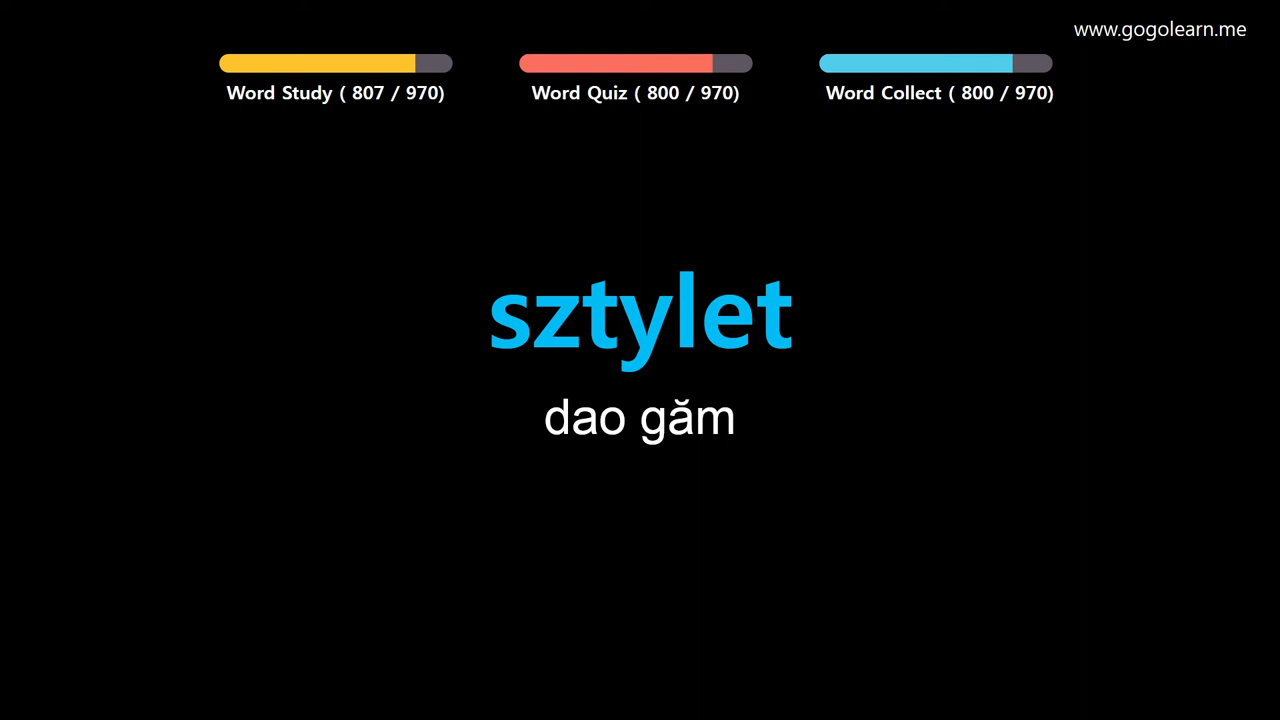 www.gogolearn.me
Word Study ( 807 / 970)
Word Quiz ( 800 / 970)
Word Collect ( 800 / 970)
sztylet
dao găm